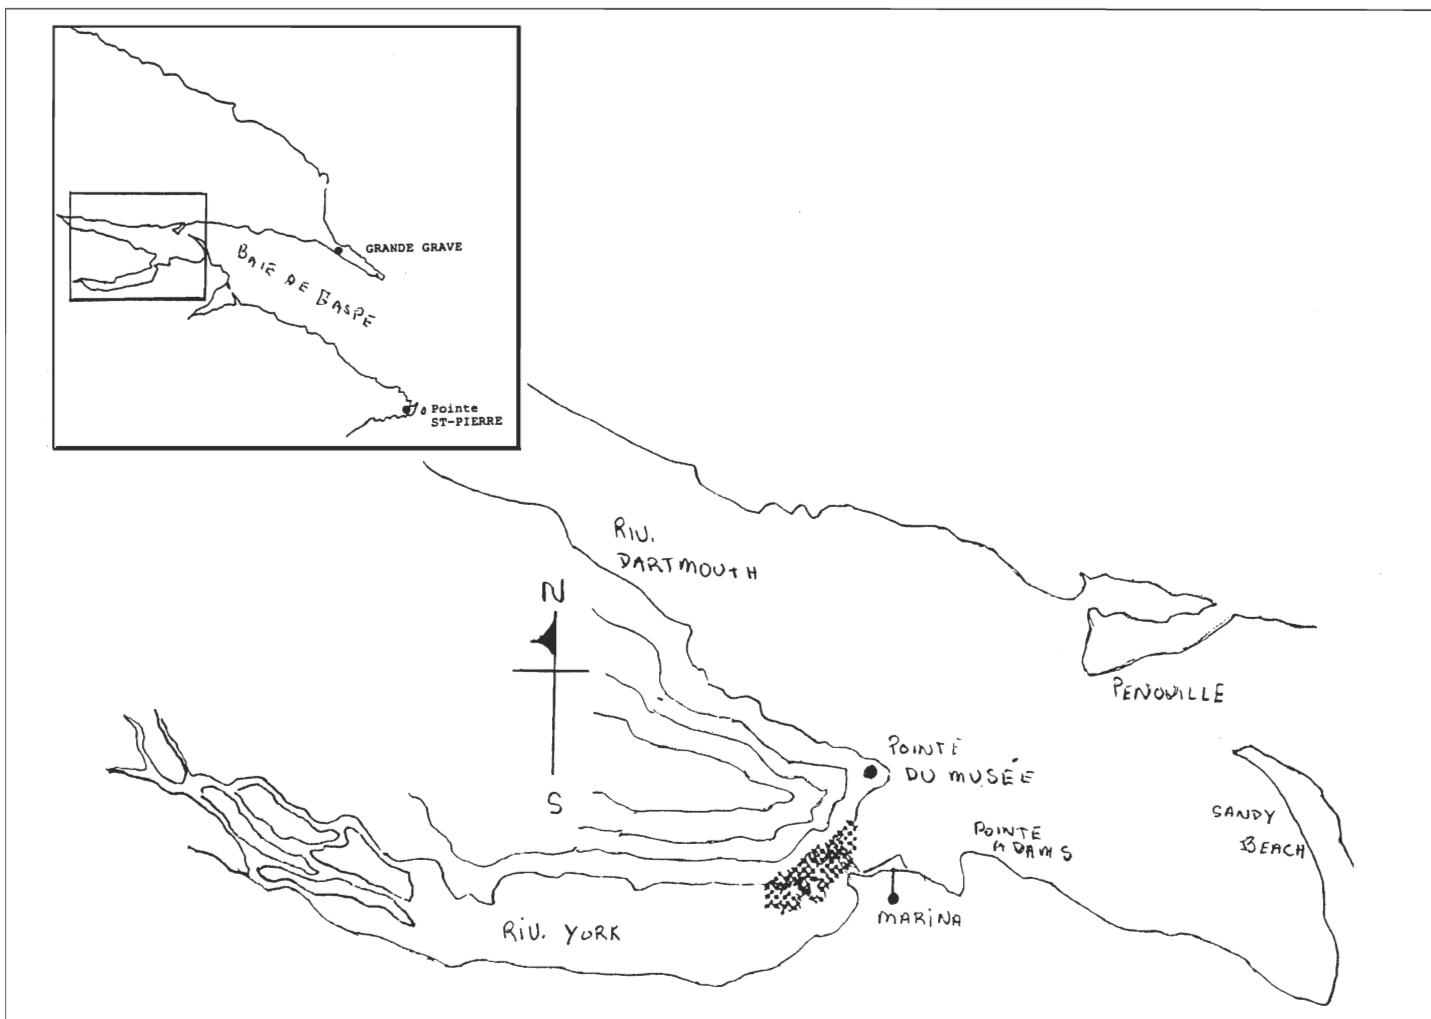 GRANDE GRAVE
BAIE DE GASPÉ
Pointe
ST-PIERRE
RIV.
DARTMOUTH
N
S
PENOUILLE
POINTE
DU MUSÉE
SANDY
BEACH
POINTE
ADAMS
MARINA
RIV. YORK